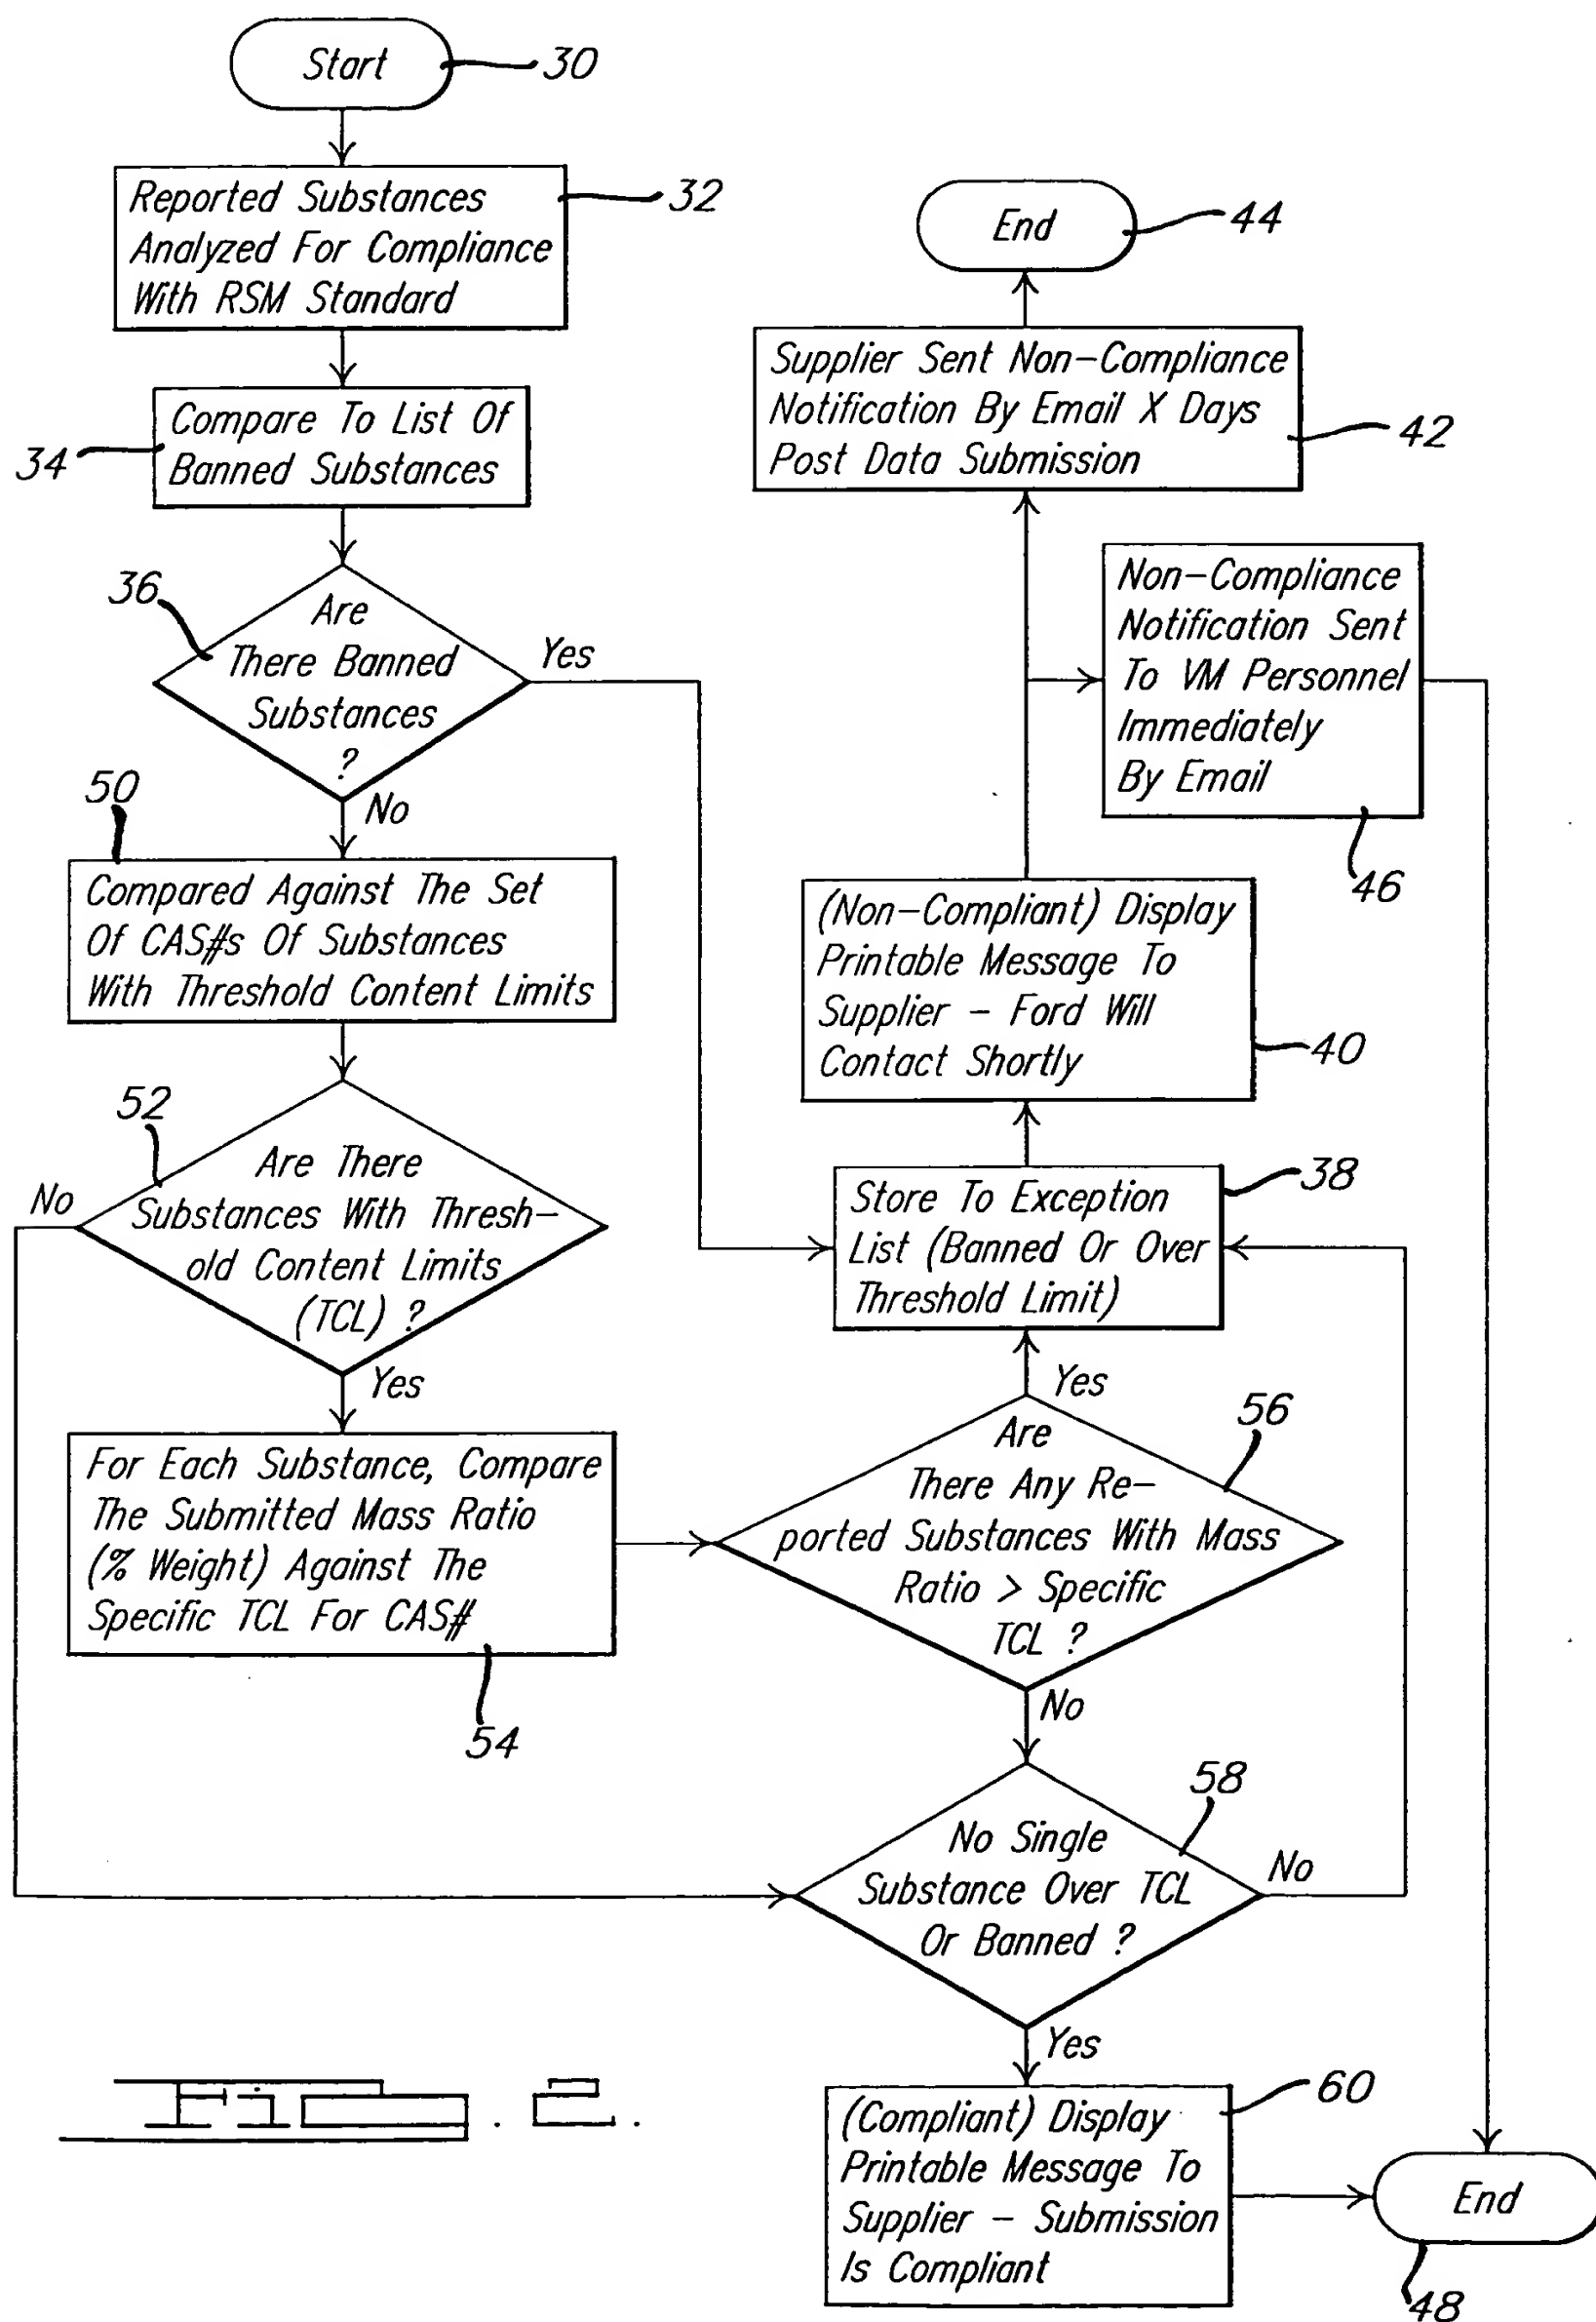 Start
30
Reported Substances
Analyzed For Compliance
With RSM Standard
32
Compare To List Of
Banned Substances
34
36
Are
There Banned
Substances
?
Yes
No
50
Compared Against The Set
Of CAS#s Of Substances
With Threshold Content Limits
52
Are There
Substances With Thresh-
old Content Limits
(TCL) ?
No
Yes
For Each Substance, Compare
The Submitted Mass Ratio
(% Weight) Against The
Specific TCL For CAS#
54
End
44
Supplier Sent Non-Compliance
Notification By Email X Days
Post Data Submission
42
Non-Compliance
Notification Sent
To VM Personnel
Immediately
By Email
46
(Non-Compliant) Display
Printable Message To
Supplier - Ford Will
Contact Shortly
40
Store To Exception
List (Banned Or Over
Threshold Limit)
38
Yes
Are
There Any Re-
ported Substances With Mass
Ratio > Specific
TCL ?
56
No
No Single
Substance Over TCL
Or Banned ?
58
No
Yes
(Compliant) Display
Printable Message To
Supplier - Submission
Is Compliant
60
End
48
Fig. 2.